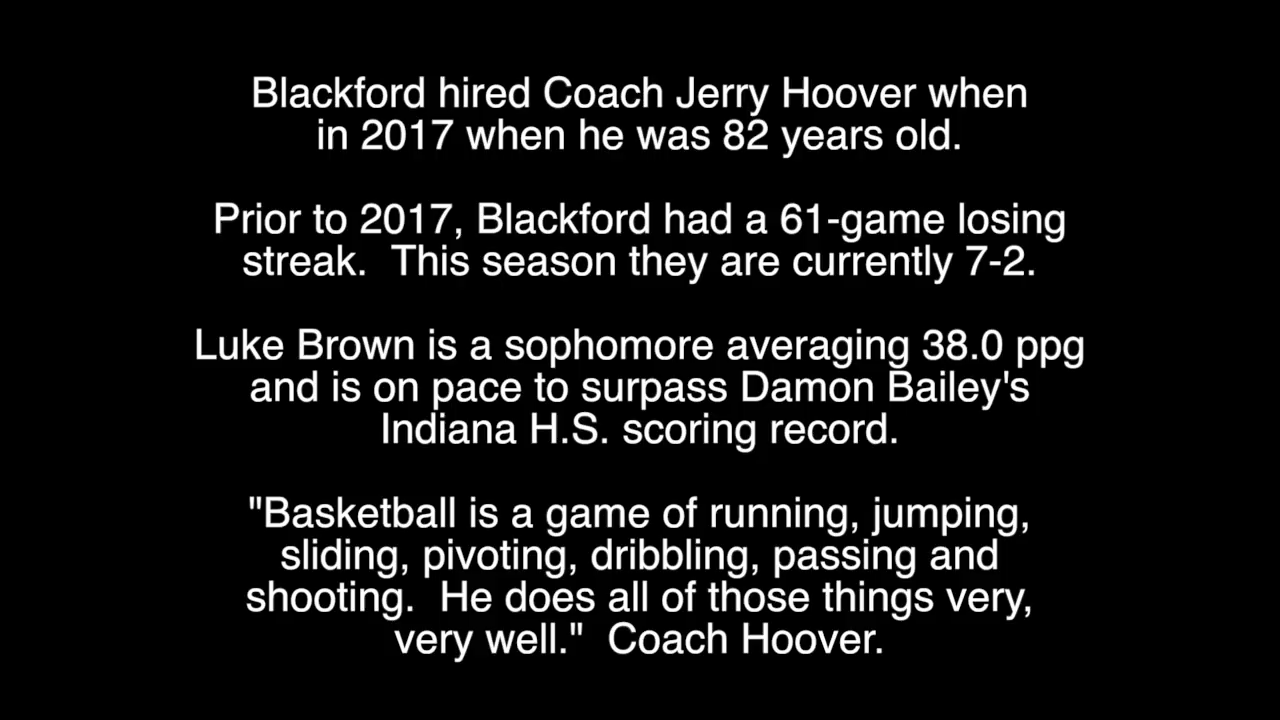 Blackford hired Coach Jerry Hoover when
in 2017 when he was 82 years old.
Prior to 2017, Blackford had a 61-game losing
streak.  This season they are currently 7-2.
Luke Brown is a sophomore averaging 38.0 ppg
and is on pace to surpass Damon Bailey's
Indiana H.S. scoring record.
"Basketball is a game of running, jumping,
sliding, pivoting, dribbling, passing and
shooting.  He does all of those things very,
very well."  Coach Hoover.